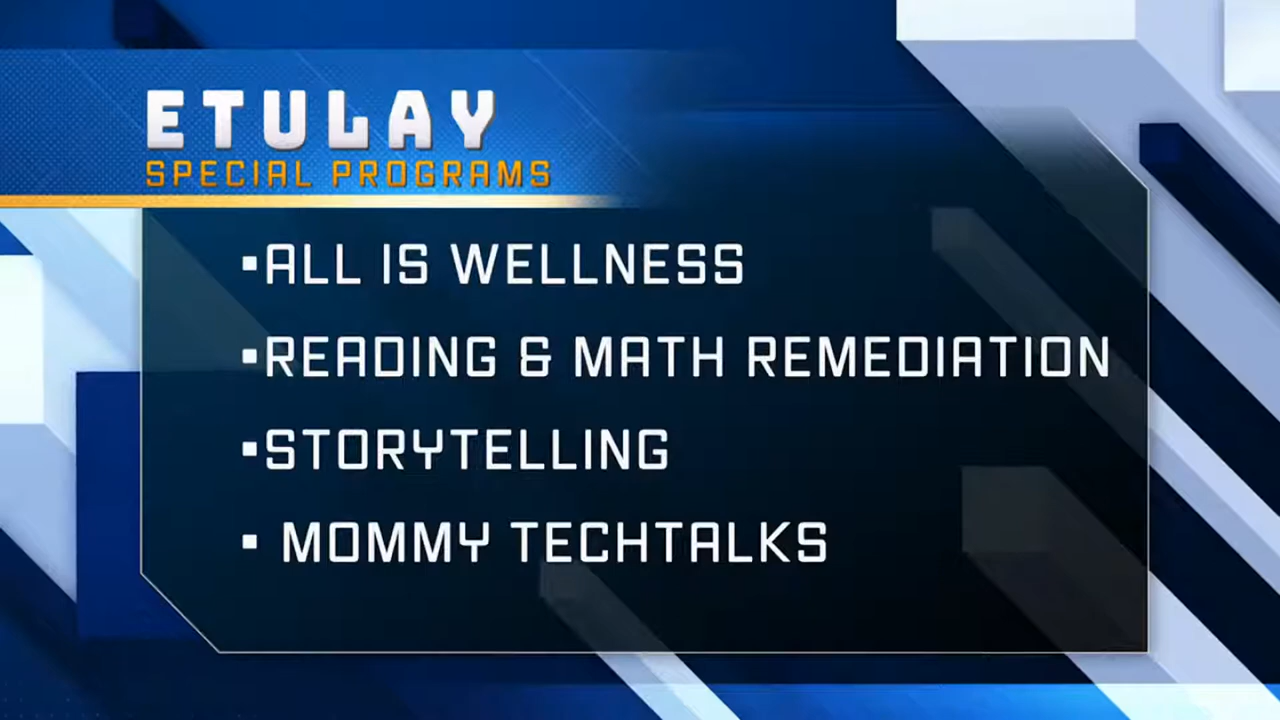 ETULAY
SPECIAL PROGRAMS
▪ALL IS WELLNESS
▪READING & MATH REMEDIATION
▪STORYTELLING
▪ MOMMY TECHTALKS